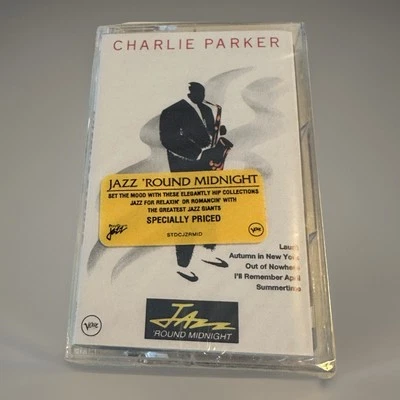 CHARLIE PARKER
JAZZ 'ROUND MIDNIGHT
SET THE MOOD WITH THESE ELEGANTLY HIP COLLECTIONS
JAZZ FOR RELAXIN' OR ROMANCIN' WITH
THE GREATEST JAZZ GIANTS
SPECIALLY PRICED
Jazz
VERVE
STDCJZRMID
Laura
Autumn in New York
Out of Nowhere
I'll Remember April
Summertime
JAZZ
'ROUND MIDNIGHT
VERVE